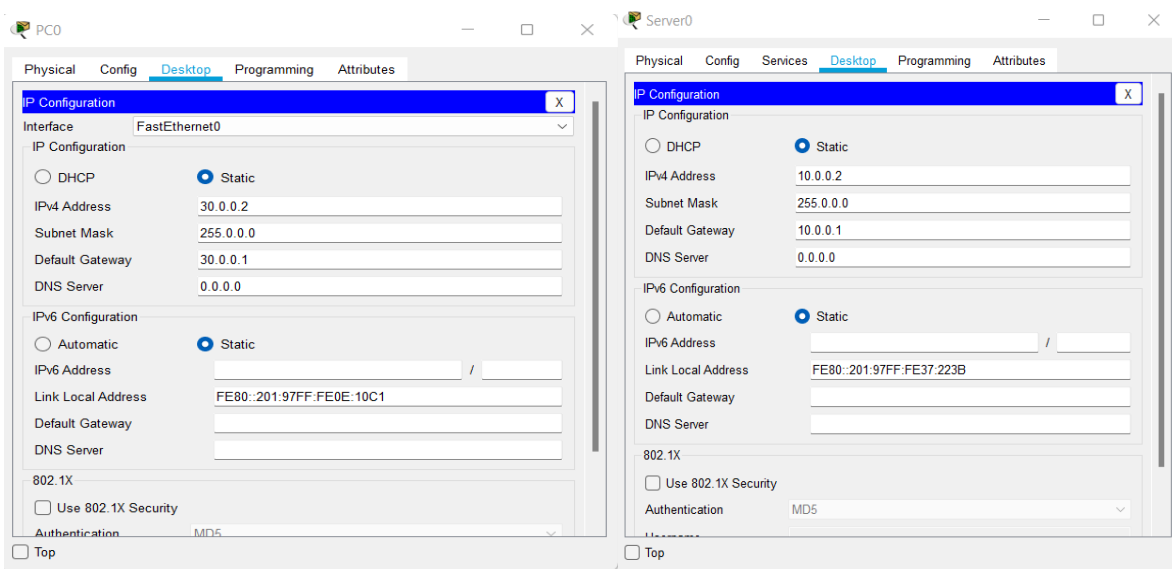 PC0
Physical Config Desktop Programming Attributes
IP Configuration X
Interface FastEthernet0
IP Configuration
DHCP Static
IPv4 Address 30.0.0.2
Subnet Mask 255.0.0.0
Default Gateway 30.0.0.1
DNS Server 0.0.0.0
IPv6 Configuration
Automatic Static
IPv6 Address /
Link Local Address FE80::201:97FF:FE0E:10C1
Default Gateway
DNS Server
802.1X
Use 802.1X Security
Authentication MD5
Top
Server0
Physical Config Services Desktop Programming Attributes
IP Configuration X
IP Configuration
DHCP Static
IPv4 Address 10.0.0.2
Subnet Mask 255.0.0.0
Default Gateway 10.0.0.1
DNS Server 0.0.0.0
IPv6 Configuration
Automatic Static
IPv6 Address /
Link Local Address FE80::201:97FF:FE37:223B
Default Gateway
DNS Server
802.1X
Use 802.1X Security
Authentication MD5
Top